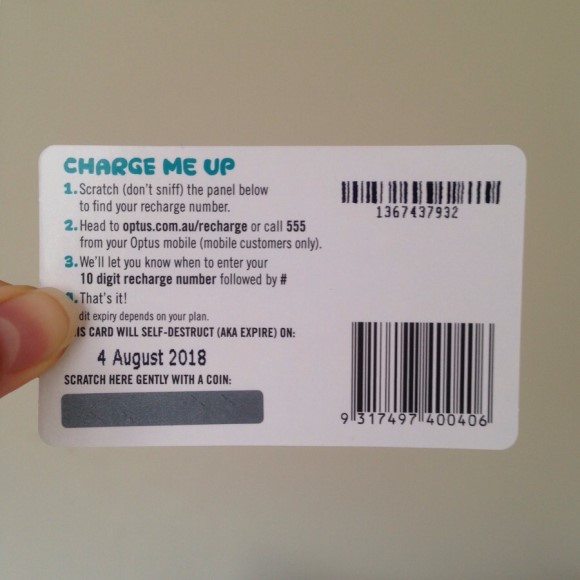 CHARGE ME UP
1. Scratch (don't sniff) the panel below
to find your recharge number.
2. Head to optus.com.au/recharge or call 555
from your Optus mobile (mobile customers only).
3. We'll let you know when to enter your
10 digit recharge number followed by #
That's it!
expiry depends on your plan.
CARD WILL SELF-DESTRUCT (AKA EXPIRE) ON:
4 August 2018
SCRATCH HERE GENTLY WITH A COIN:
1367437932
9 317497 400406